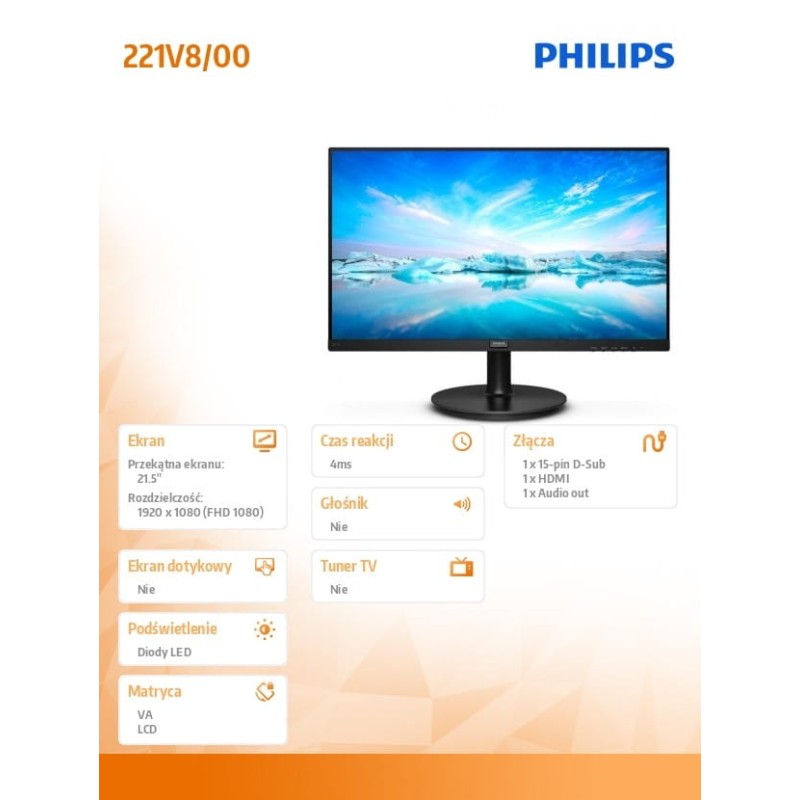 221V8/00
PHILIPS
Ekran
Przekątna ekranu:
21.5"
Rozdzielczość:
1920 x 1080 (FHD 1080)
Ekran dotykowy
Nie
Podświetlenie
Diody LED
Matryca
VA
LCD
Czas reakcji
4ms
Głośnik
Nie
Tuner TV
Nie
Złącza
1 x 15-pin D-Sub
1 x HDMI
1 x Audio out